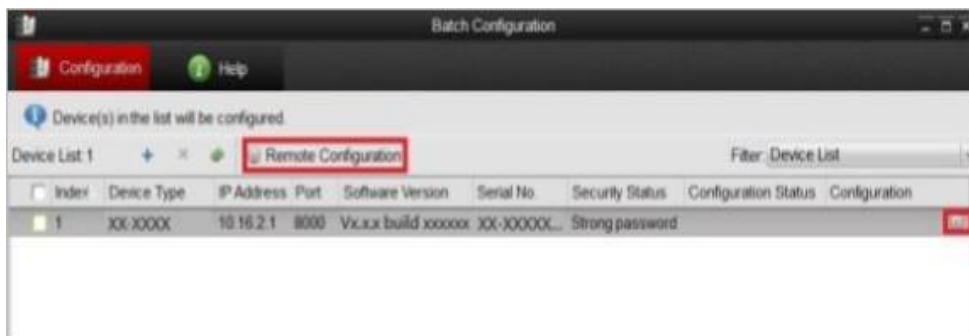 Batch Configuration
Configuration Help
Device(s) in the list will be configured.
Device List: 1 Remote Configuration Filter: Device List
Index Device Type IP Address Port Software Version Serial No. Security Status Configuration Status Configuration
1 XX-XXXX 10.16.2.1 8000 Vx.x.x build xxxxxx XX-XXXXX... Strong password